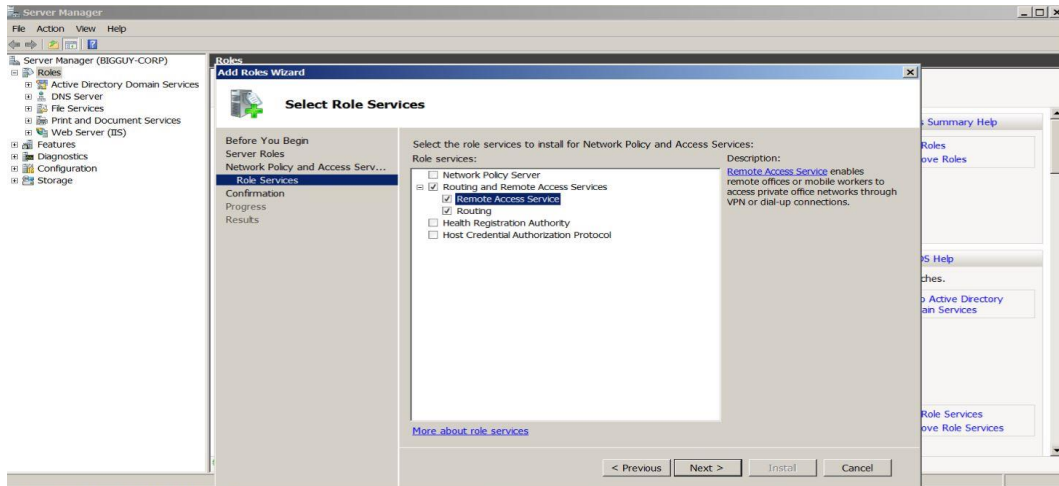 Server Manager
File Action View Help
Server Manager (BIGGUY-CORP)
Roles
Active Directory Domain Services
DNS Server
File Services
Print and Document Services
Web Server (IIS)
Features
Diagnostics
Configuration
Storage
Roles
Add Roles Wizard
Select Role Services
Before You Begin
Server Roles
Network Policy and Access Serv...
Role Services
Confirmation
Progress
Results
Select the role services to install for Network Policy and Access Services:
Role services:
Network Policy Server
Routing and Remote Access Services
Remote Access Service
Routing
Health Registration Authority
Host Credential Authorization Protocol
More about role services
Description:
Remote Access Service enables
remote offices or mobile workers to
access private office networks through
VPN or dial-up connections.
< Previous Next > Install Cancel
Summary Help
Roles
ove Roles
DS Help
ches.
Active Directory
ain Services
Role Services
ove Role Services